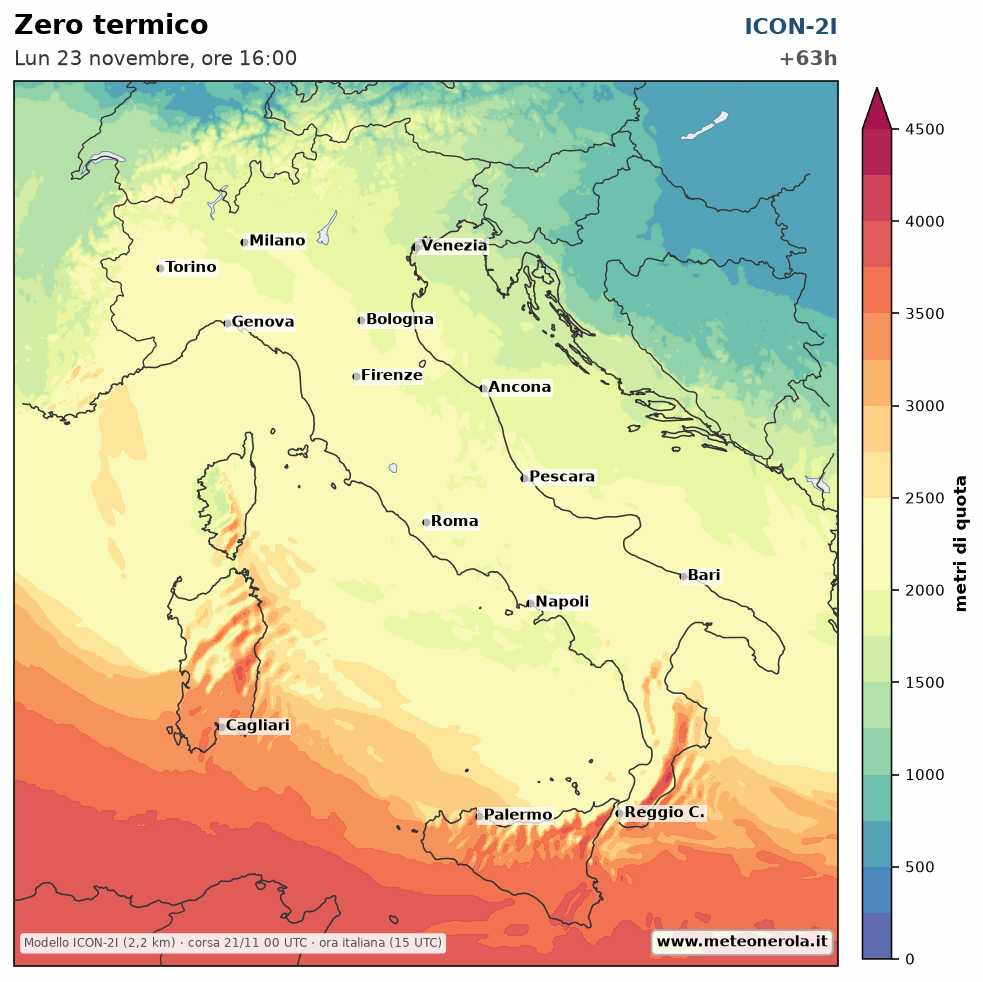 Zero termico
ICON-2I
Lun 23 novembre, ore 16:00
+63h
Milano
Venezia
Torino
Genova
Bologna
Firenze
Ancona
Pescara
Roma
Bari
Napoli
Cagliari
Palermo
Reggio C.
4500
4000
3500
3000
2500
2000
1500
1000
500
0
metri di quota
Modello ICON-2I (2,2 km) · corsa 21/11 00 UTC · ora italiana (15 UTC)
www.meteonerola.it